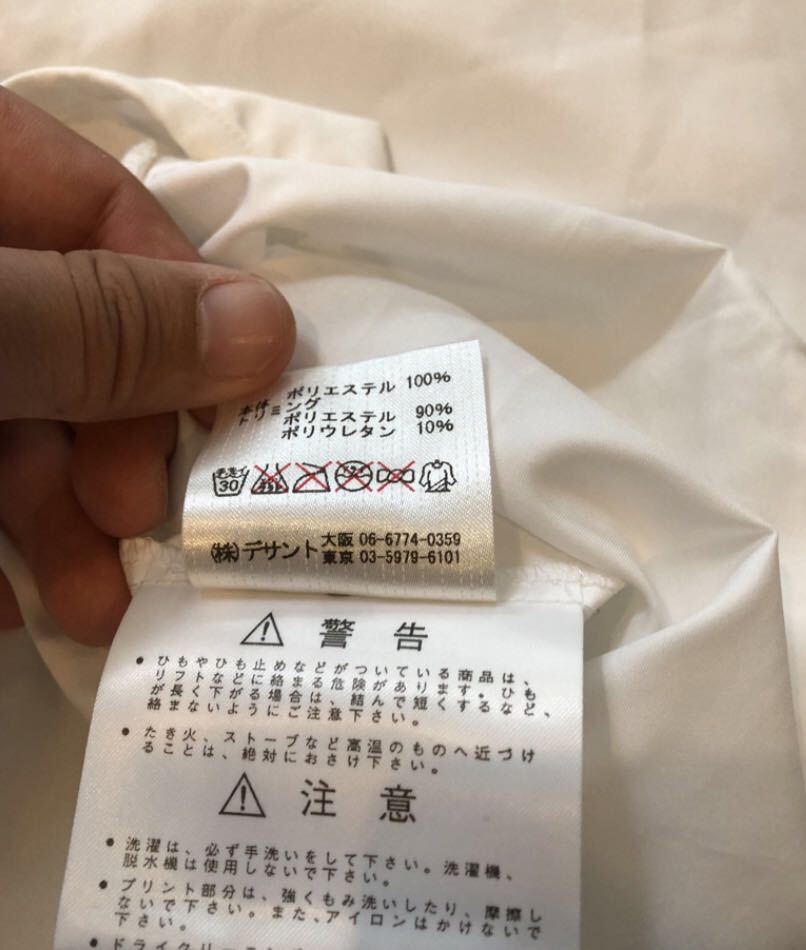 本体 ポリエステル 100%
トリミング
ポリエステル 90%
ポリウレタン 10%
手洗イ
30
(株)デサント 大阪 06-6774-0359
東京 03-5979-6101
警告
• ひもやひも止めなどがついている商品は、
リフトなどに絡まる危険があります。ひも
が長く下がる場合は、結んで短くするなど、
絡まないようにご注意下さい。
• たき火、ストーブなど高温のものへ近づけ
ることは、絶対におさけ下さい。
注意
• 洗濯は、必ず手洗いをして下さい。洗濯機、
脱水機は使用しないで下さい。
• プリント部分は、強くもみ洗いしたり、摩擦し
ないで下さい。また、アイロンはかけないで
下さい。
• ドライクリーニン